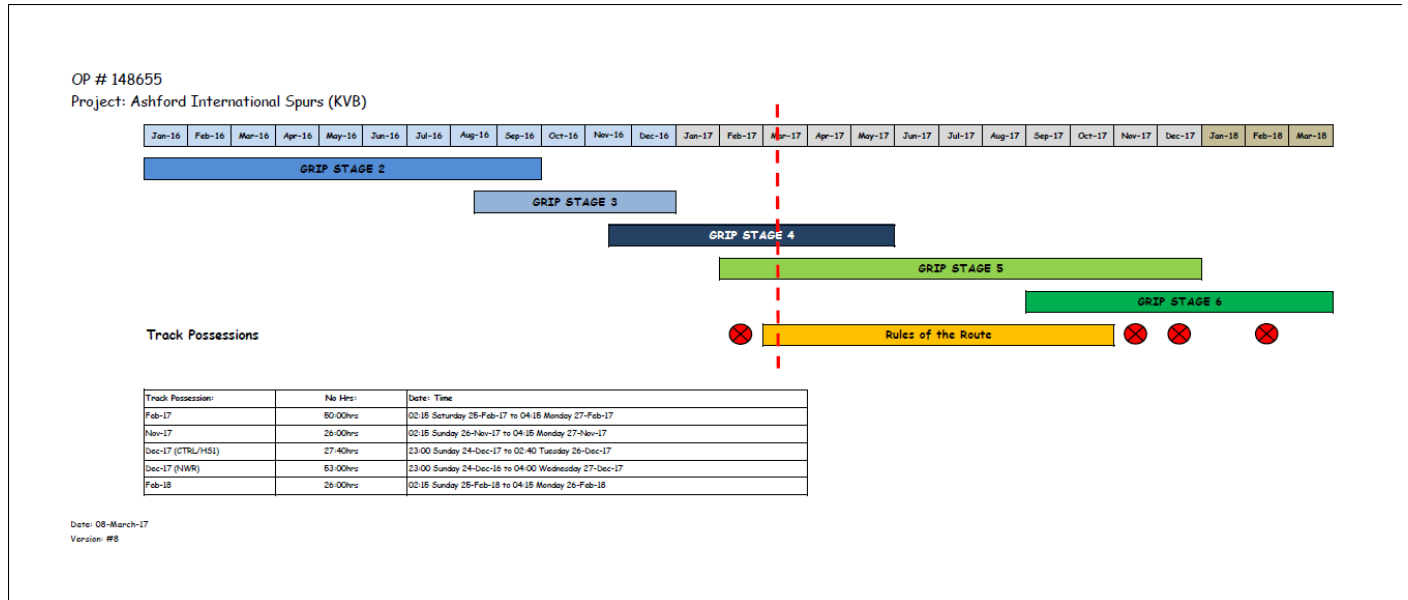 OP # 148655
Project: Ashford International Spurs (KVB)
Jan-16 Feb-16 Mar-16 Apr-16 May-16 Jun-16 Jul-16 Aug-16 Sep-16 Oct-16 Nov-16 Dec-16 Jan-17 Feb-17 Mar-17 Apr-17 May-17 Jun-17 Jul-17 Aug-17 Sep-17 Oct-17 Nov-17 Dec-17 Jan-18 Feb-18 Mar-18
GRIP STAGE 2
GRIP STAGE 3
GRIP STAGE 4
GRIP STAGE 5
GRIP STAGE 6
Track Possessions Rules of the Route
Track Possession: No Hrs: Date: Time
Feb-17 50:00hrs 02:15 Saturday 25-Feb-17 to 04:15 Monday 27-Feb-17
Nov-17 26:00hrs 02:15 Sunday 26-Nov-17 to 04:15 Monday 27-Nov-17
Dec-17 (CTRL/HS1) 27:40hrs 23:00 Sunday 24-Dec-17 to 02:40 Tuesday 26-Dec-17
Dec-17 (NWR) 53:00hrs 23:00 Sunday 24-Dec-16 to 04:00 Wednesday 27-Dec-17
Feb-18 26:00hrs 02:15 Sunday 25-Feb-18 to 04:15 Monday 26-Feb-18
Date: 08-March-17
Version: #8